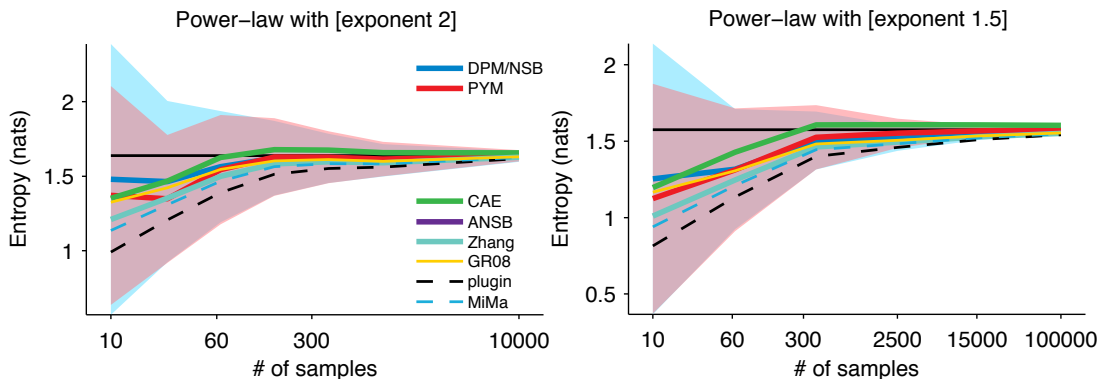 Power-law with [exponent 2]
Entropy (nats)
2
1.5
1
10
60
300
10000
# of samples
DPM/NSB
PYM
CAE
ANSB
Zhang
GR08
plugin
MiMa
Power-law with [exponent 1.5]
Entropy (nats)
2
1.5
1
0.5
10
60
300
2500
15000
100000
# of samples